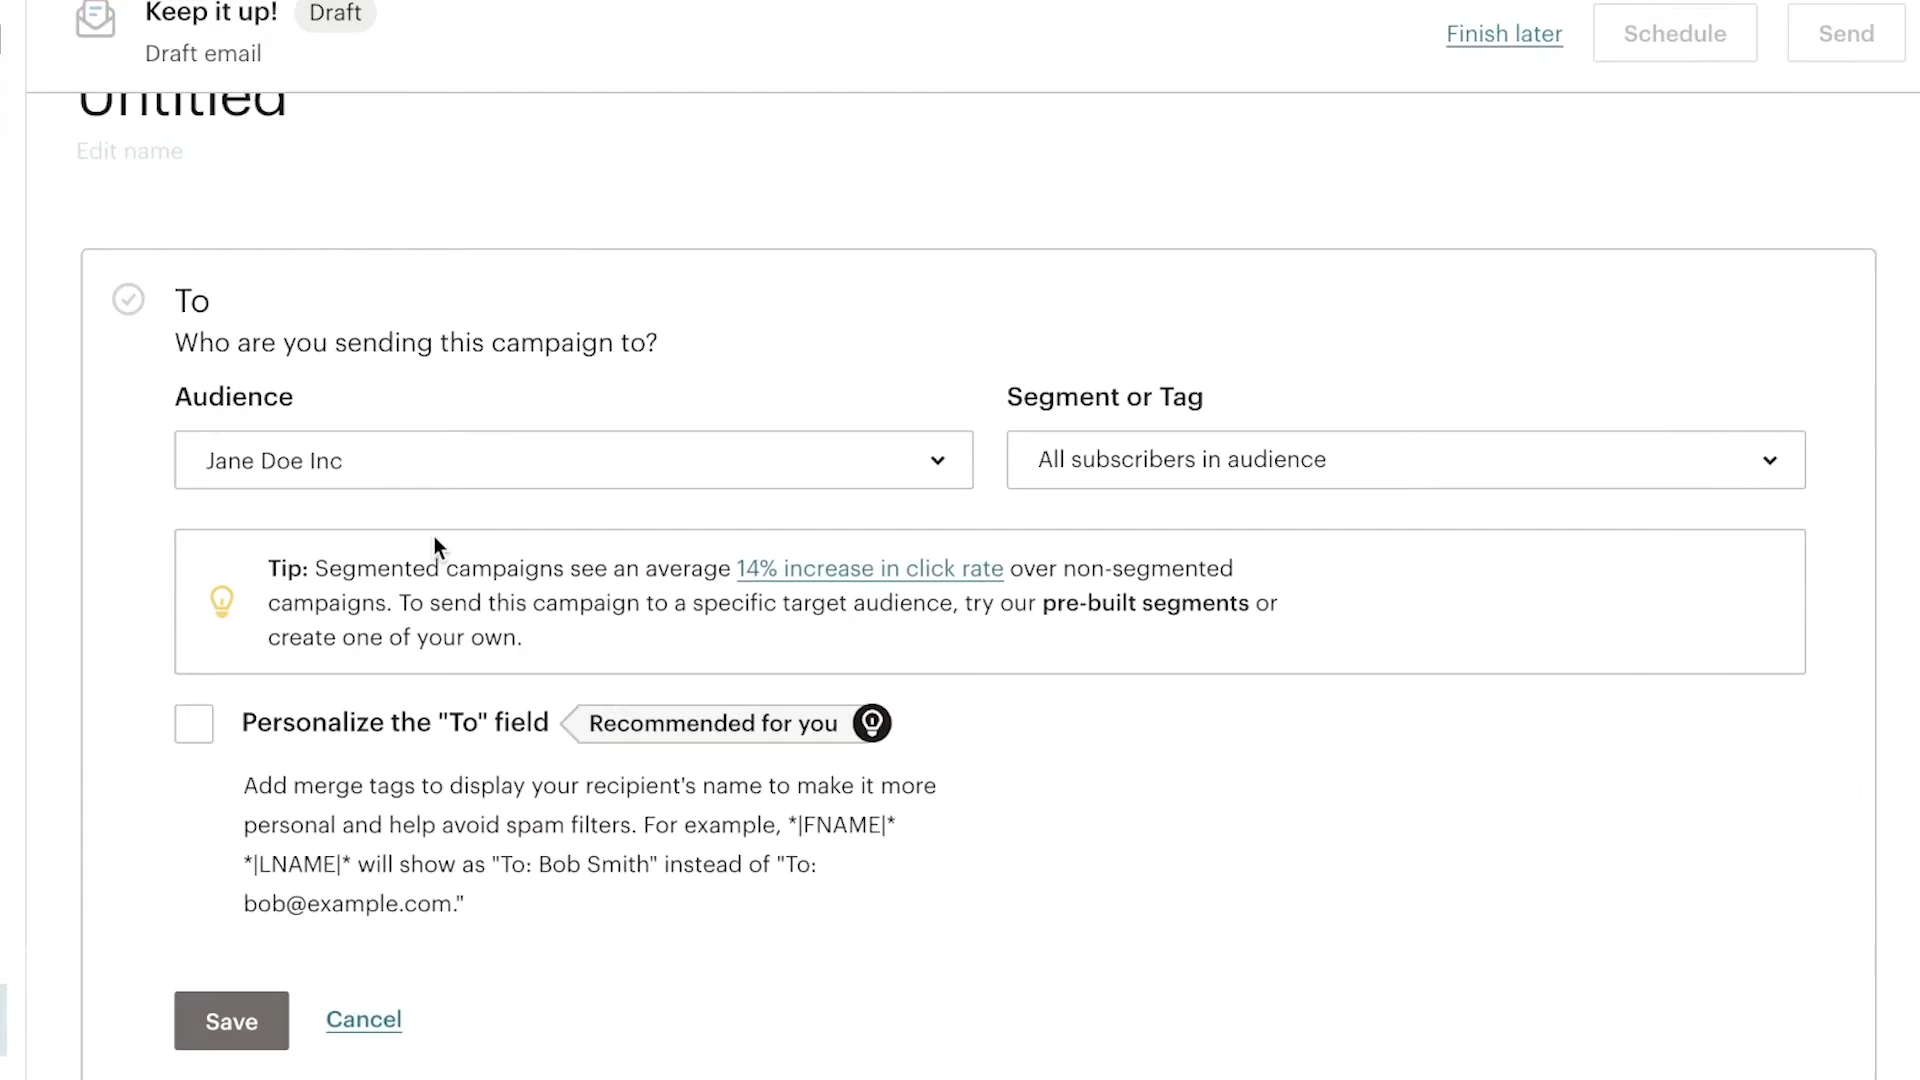 Keep it up! Draft
Draft email
Finish later
Schedule
Send
Untitled
Edit name
To
Who are you sending this campaign to?
Audience
Segment or Tag
Jane Doe Inc
All subscribers in audience
Tip: Segmented campaigns see an average 14% increase in click rate over non-segmented
campaigns. To send this campaign to a specific target audience, try our pre-built segments or
create one of your own.
Personalize the "To" field
Recommended for you
Add merge tags to display your recipient's name to make it more
personal and help avoid spam filters. For example, *|FNAME|*
*|LNAME|* will show as "To: Bob Smith" instead of "To:
bob@example.com."
Save
Cancel